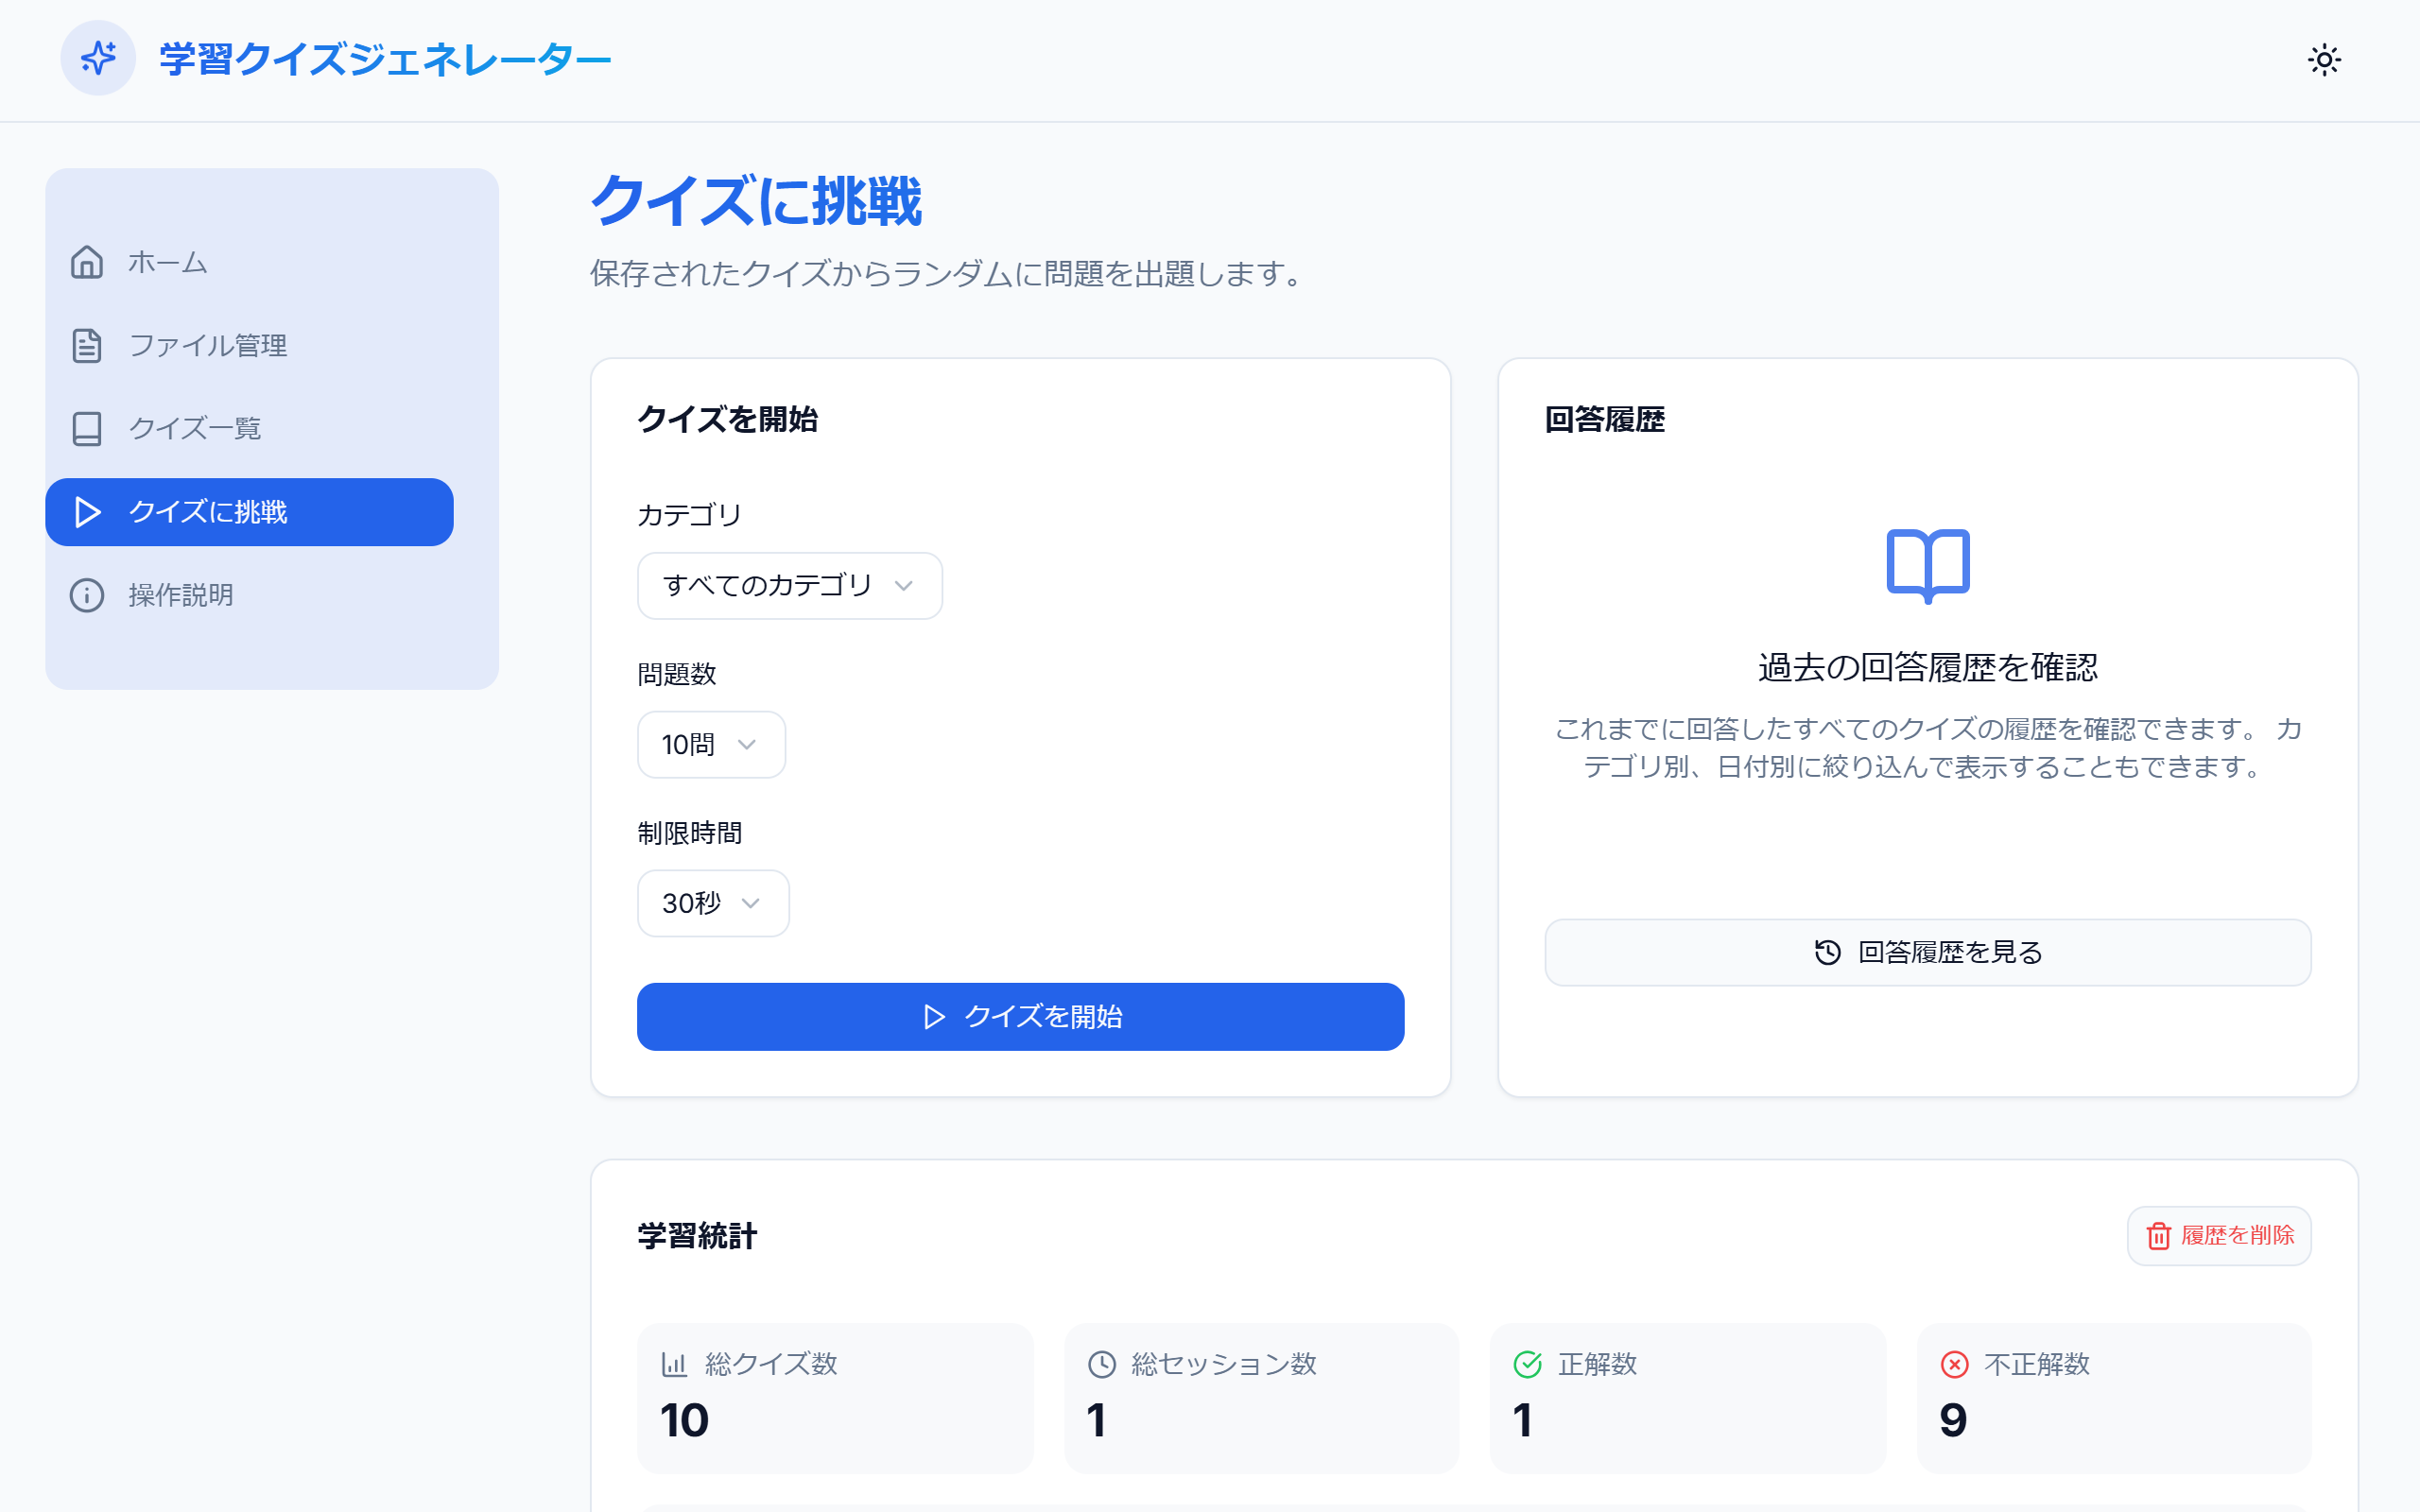 学習クイズジェネレーター
ホーム
ファイル管理
クイズ一覧
クイズに挑戦
操作説明
クイズに挑戦
保存されたクイズからランダムに問題を出題します。
クイズを開始
カテゴリ
すべてのカテゴリ
問題数
10問
制限時間
30秒
クイズを開始
回答履歴
過去の回答履歴を確認
これまでに回答したすべてのクイズの履歴を確認できます。 カ
テゴリ別、日付別に絞り込んで表示することもできます。
回答履歴を見る
学習統計
履歴を削除
総クイズ数
10
総セッション数
1
正解数
1
不正解数
9